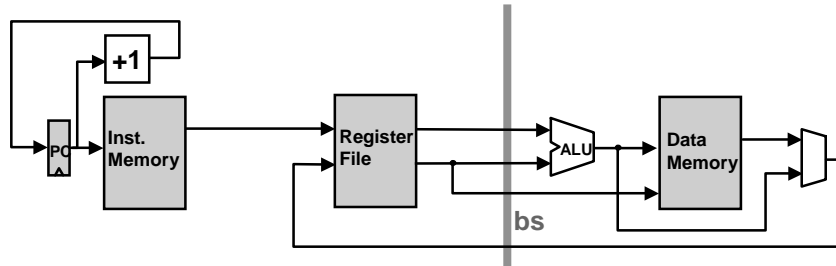 +1
PC
Inst.
Memory
Register
File
ALU
Data
Memory
bs